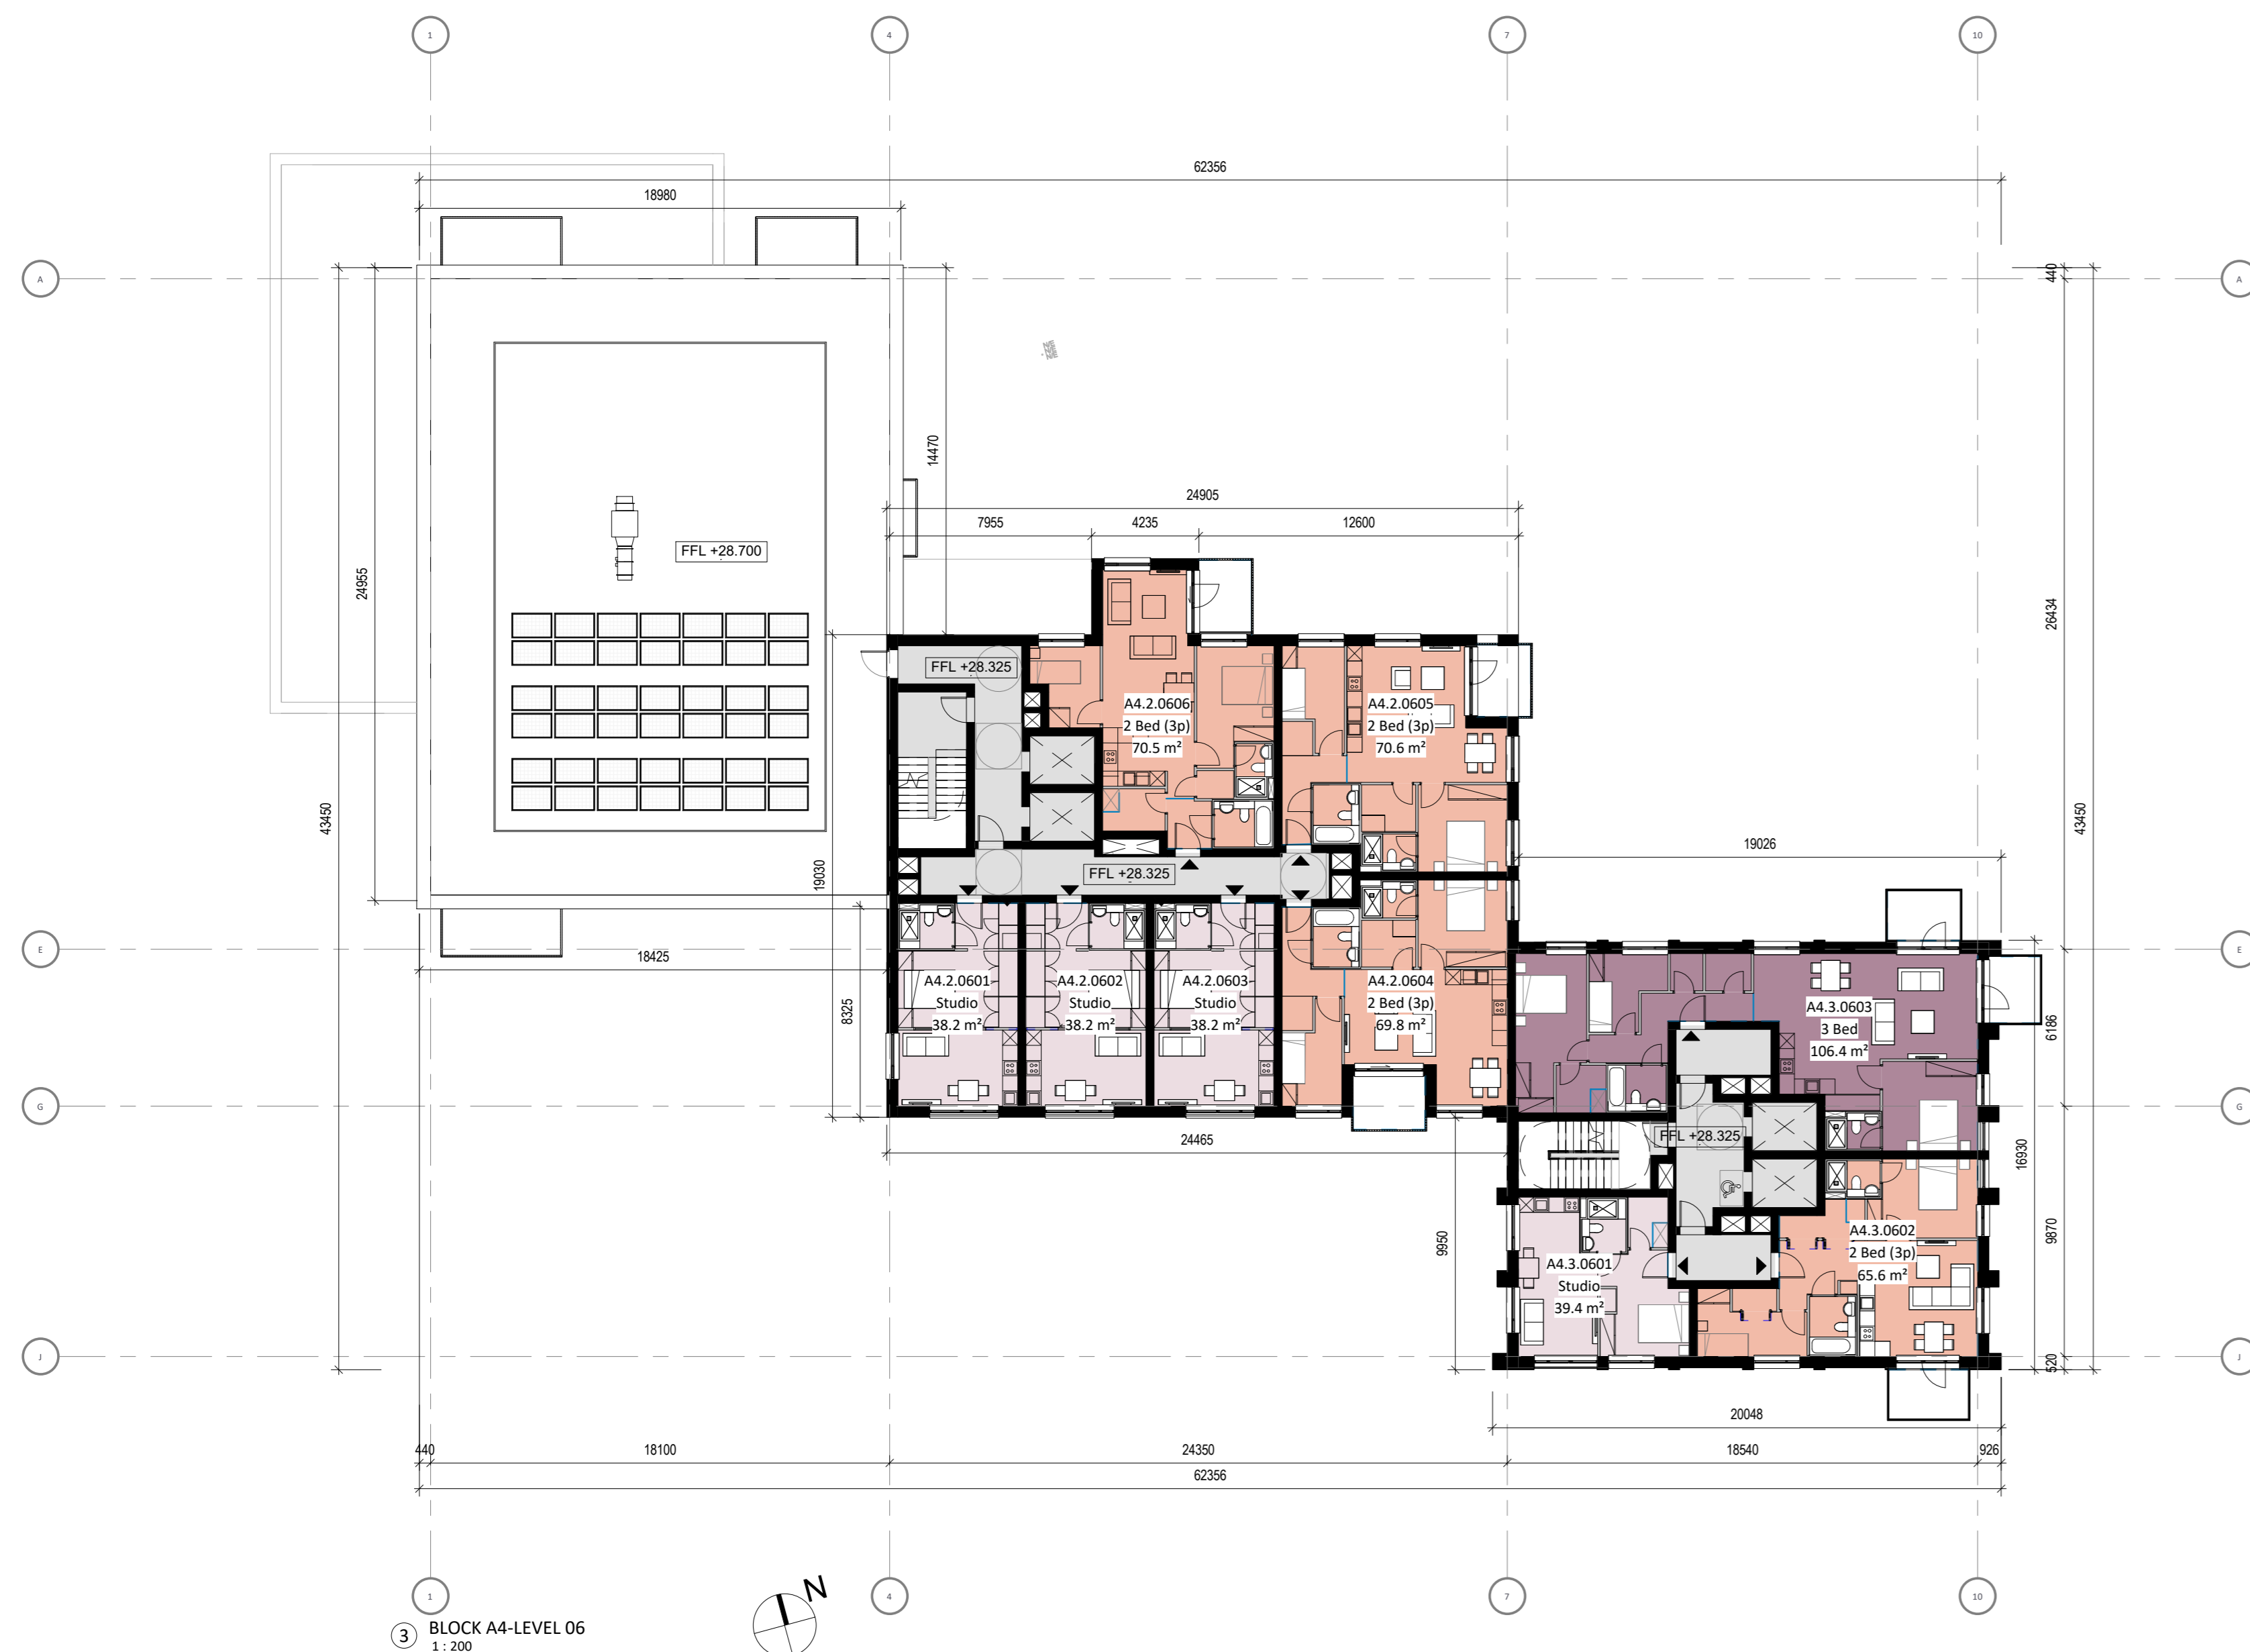 1
4
7
10
62356
18980
A
A
440
14470
24955
26434
24905
7955
4235
12600
FFL +28.700
FFL +28.325
A4.2.0606
2 Bed (3p)
70.5 m²
A4.2.0605
2 Bed (3p)
70.6 m²
43450
43450
19030
19026
FFL +28.325
E
E
18425
8325
A4.2.0601
Studio
38.2 m²
A4.2.0602
Studio
38.2 m²
A4.2.0603
Studio
38.2 m²
A4.2.0604
2 Bed (3p)
69.8 m²
A4.3.0603
3 Bed
106.4 m²
6186
G
G
24465
FFL +28.325
16930
9950
9870
A4.3.0601
Studio
39.4 m²
A4.3.0602
2 Bed (3p)
65.6 m²
J
J
520
20048
440
18100
24350
18540
926
62356
1
4
7
10
N
3
BLOCK A4-LEVEL 06
1 : 200